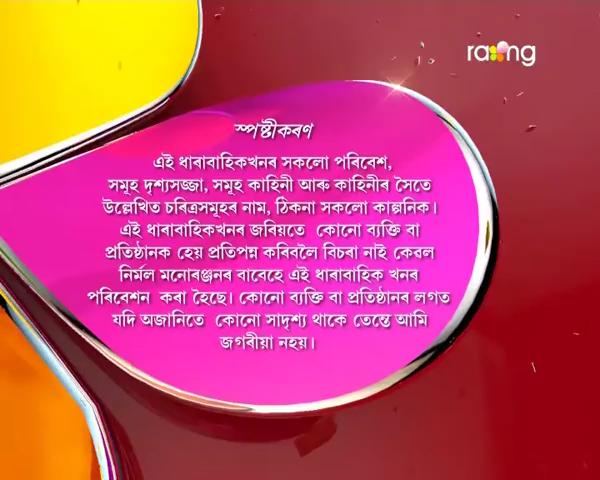 rang
স্পষ্টীকৰণ
এই ধাৰাবাহিকখনৰ সকলো পৰিবেশ,
সমূহ দৃশ্যসজ্জা, সমূহ কাহিনী আৰু কাহিনীৰ সৈতে
উল্লেখিত চৰিত্ৰসমূহৰ নাম, ঠিকনা সকলো কাল্পনিক।
এই ধাৰাবাহিকখনৰ জৰিয়তে কোনো ব্যক্তি বা
প্ৰতিষ্ঠানক হেয় প্ৰতিপন্ন কৰিবলৈ বিচৰা নাই কেৱল
নিৰ্মল মনোৰঞ্জনৰ বাবেহে এই ধাৰাবাহিক খনৰ
পৰিবেশন কৰা হৈছে। কোনো ব্যক্তি বা প্ৰতিষ্ঠানৰ লগত
যদি অজানিতে কোনো সাদৃশ্য থাকে তেন্তে আমি
জগৰীয়া নহয়।